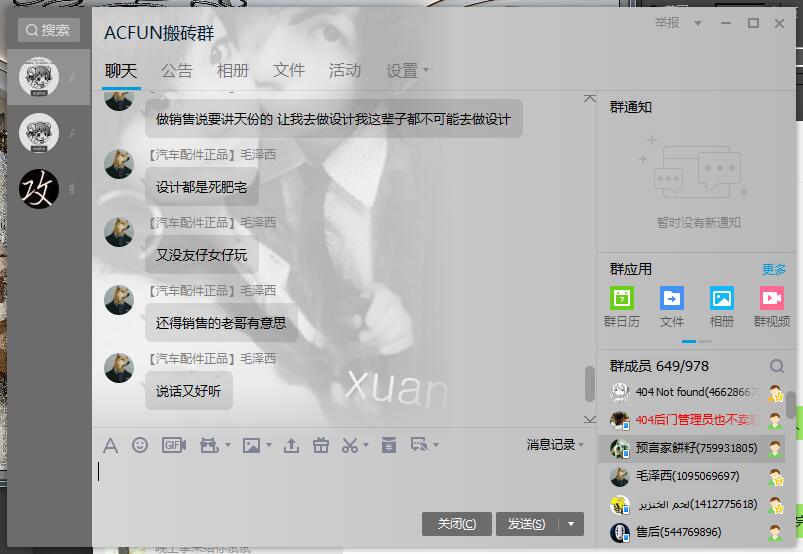 搜索
ACFUN搬砖群
举报
聊天 公告 相册 文件 活动 设置
做销售说要讲天份的 让我去做设计我这辈子都不可能去做设计
【汽车配件正品】毛泽西
设计都是死肥宅
【汽车配件正品】毛泽西
又没友仔女仔玩
【汽车配件正品】毛泽西
还得销售的老哥有意思
【汽车配件正品】毛泽西
说话又好听
xuan
攻
GIF
消息记录
关闭(C)
发送(S)
群通知
暂时没有新通知
群应用
更多
7
群日历 文件 相册 群视频
群成员 649/978
404 Not found(46628667
404后门管理员也不卖
预言家餅籽(759931805)
毛泽西(1095069697)
لحم الخنزير(1412775618)
售后(544769896)